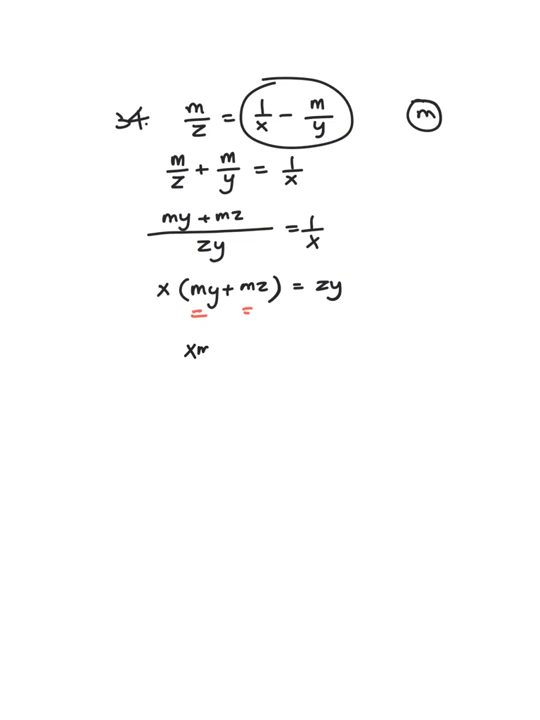 34. m/z = 1/x - m/y m
m/z + m/y = 1/x
(my + mz)/zy = 1/x
x (my + mz) = zy
xm